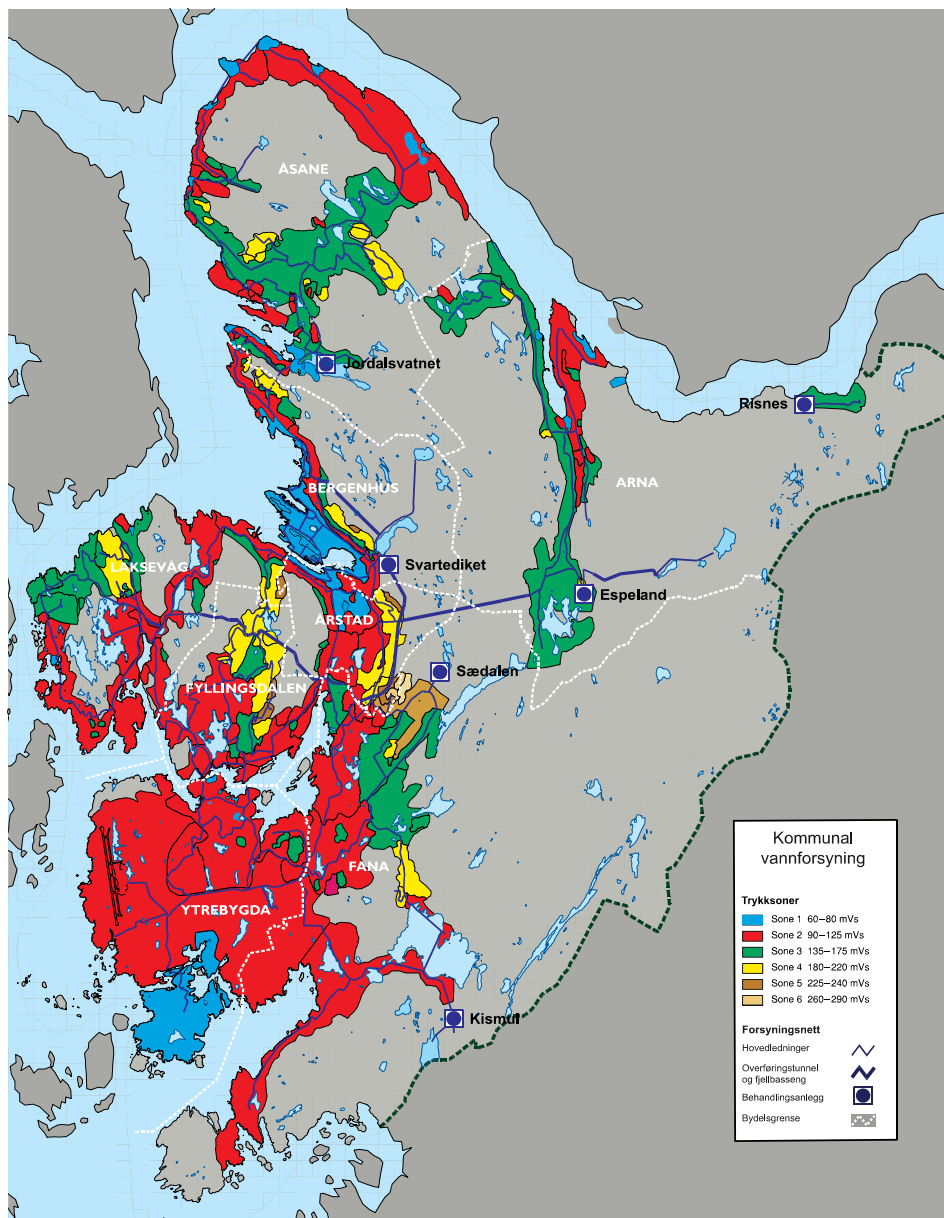 ÅSANE
Jordalsvatnet
Risnes
BERGENHUS
ARNA
LAKSEVÅG
Svartediket
Espeland
ÅRSTAD
Sædalen
FYLLINGSDALEN
FANA
YTREBYGDA
Kismul
Kommunal
vannforsyning
Trykksoner
Sone 1 60–80 mVs
Sone 2 90–125 mVs
Sone 3 135–175 mVs
Sone 4 180–220 mVs
Sone 5 225–240 mVs
Sone 6 260–290 mVs
Forsyningsnett
Hovedledninger
Overføringstunnel
og fjellbasseng
Behandlingsanlegg
Bydelsgrense